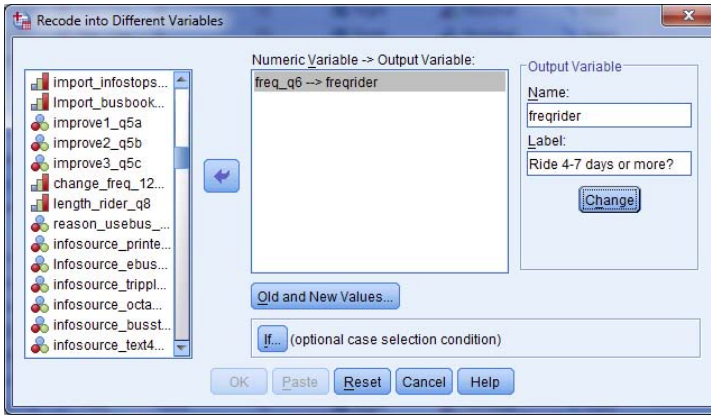 Recode into Different Variables
import_infostops...
Import_busbook...
improve1_q5a
improve2_q5b
improve3_q5c
change_freq_12...
length_rider_q8
reason_usebus_...
infosource_printe...
Infosource_ebus...
infosource_trippl...
infosource_octa...
infosource_busst...
infosource_text4...
Numeric Variable -> Output Variable:
freq_q6 --> freqrider
Old and New Values...
If... (optional case selection condition)
Output Variable
Name:
freqrider
Label:
Ride 4-7 days or more?
Change
OK Paste Reset Cancel Help